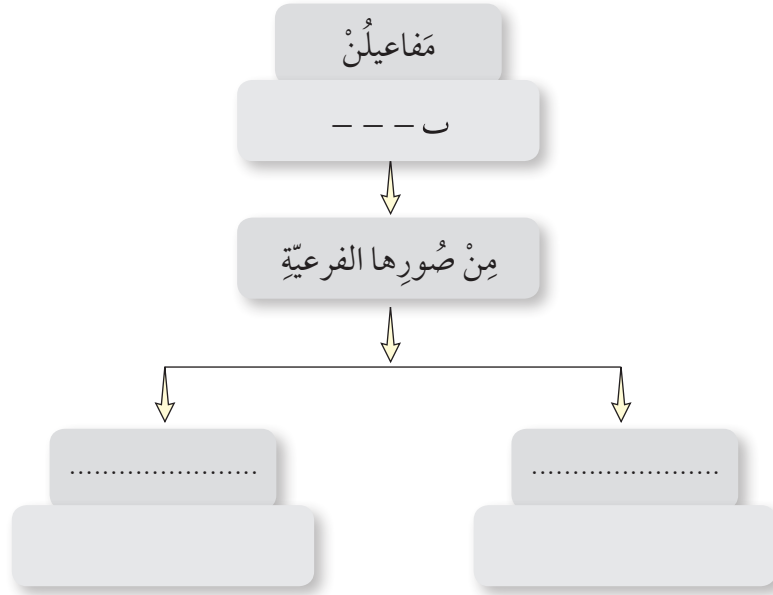 مَفاعيلُنْ
ب – – –
مِنْ صُورِها الفرعيّةِ
.......................
.......................